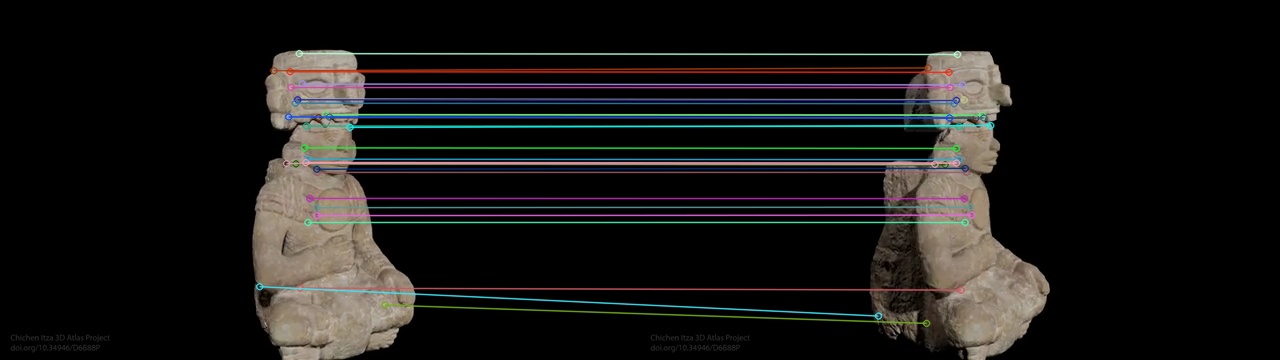 Chichen Itza 3D Atlas Project
doi.org/10.34946/D6B88P
Chichen Itza 3D Atlas Project
doi.org/10.34946/D6B88P